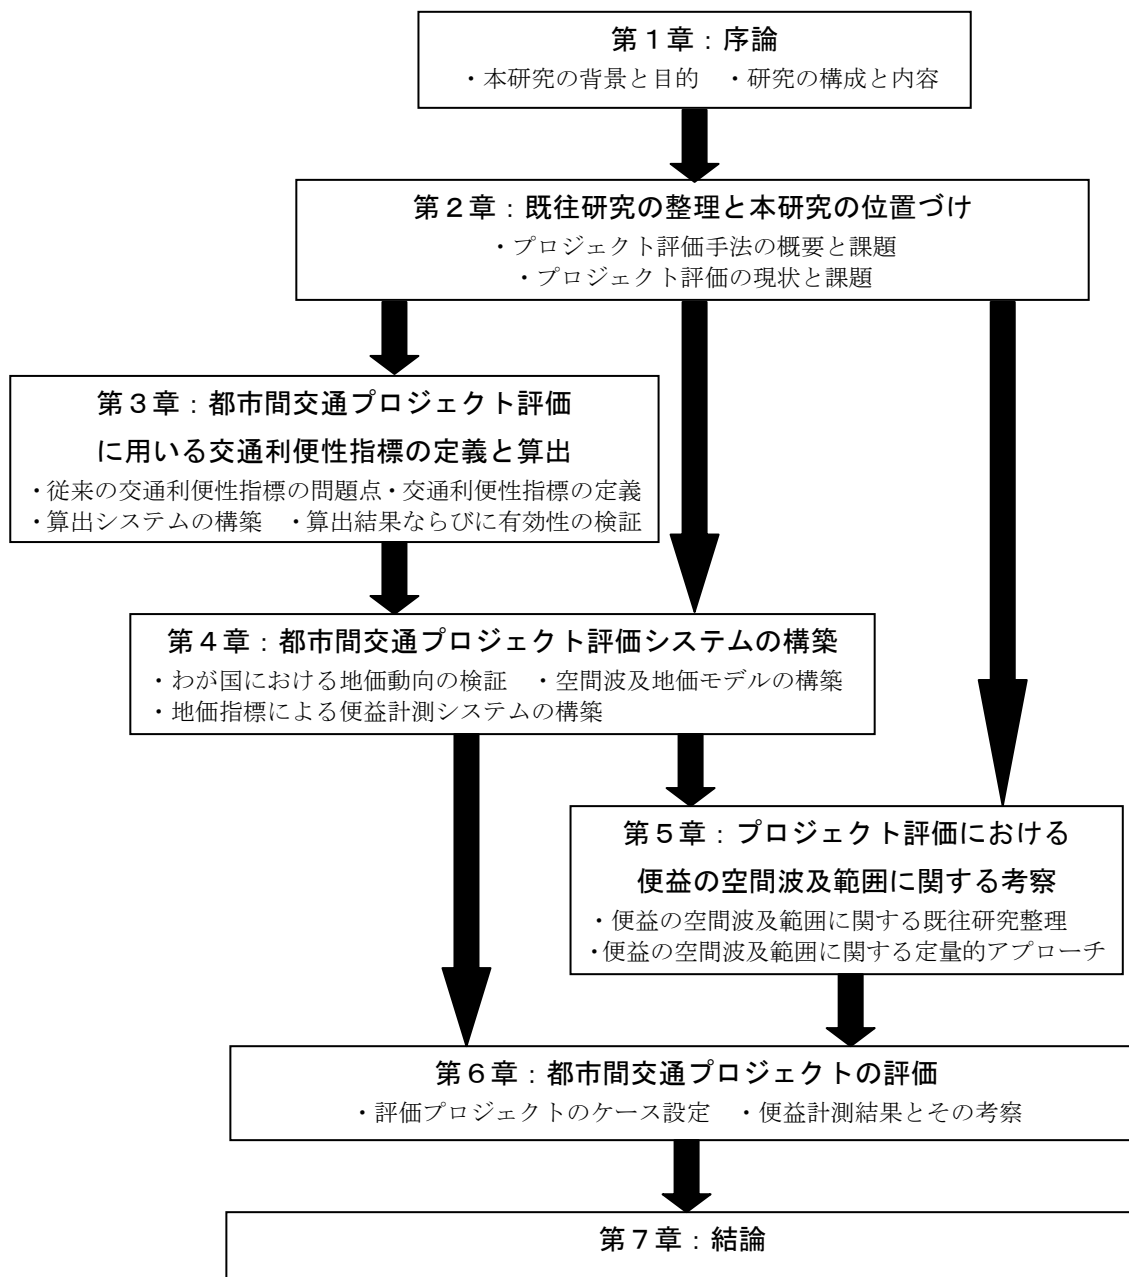 第１章：序論
・本研究の背景と目的　・研究の構成と内容
第２章：既往研究の整理と本研究の位置づけ
・プロジェクト評価手法の概要と課題
・プロジェクト評価の現状と課題
第３章：都市間交通プロジェクト評価
に用いる交通利便性指標の定義と算出
・従来の交通利便性指標の問題点・交通利便性指標の定義
・算出システムの構築　・算出結果ならびに有効性の検証
第４章：都市間交通プロジェクト評価システムの構築
・わが国における地価動向の検証　・空間波及地価モデルの構築
・地価指標による便益計測システムの構築
第５章：プロジェクト評価における
便益の空間波及範囲に関する考察
・便益の空間波及範囲に関する既往研究整理
・便益の空間波及範囲に関する定量的アプローチ
第６章：都市間交通プロジェクトの評価
・評価プロジェクトのケース設定　・便益計測結果とその考察
第７章：結論